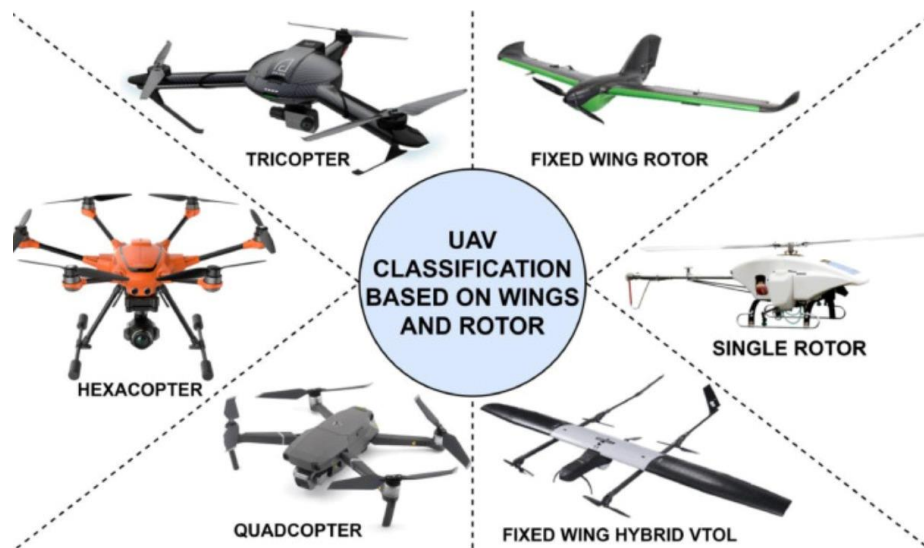 TRICOPTER
FIXED WING ROTOR
UAV
CLASSIFICATION
BASED ON WINGS
AND ROTOR
HEXACOPTER
SINGLE ROTOR
QUADCOPTER
FIXED WING HYBRID VTOL